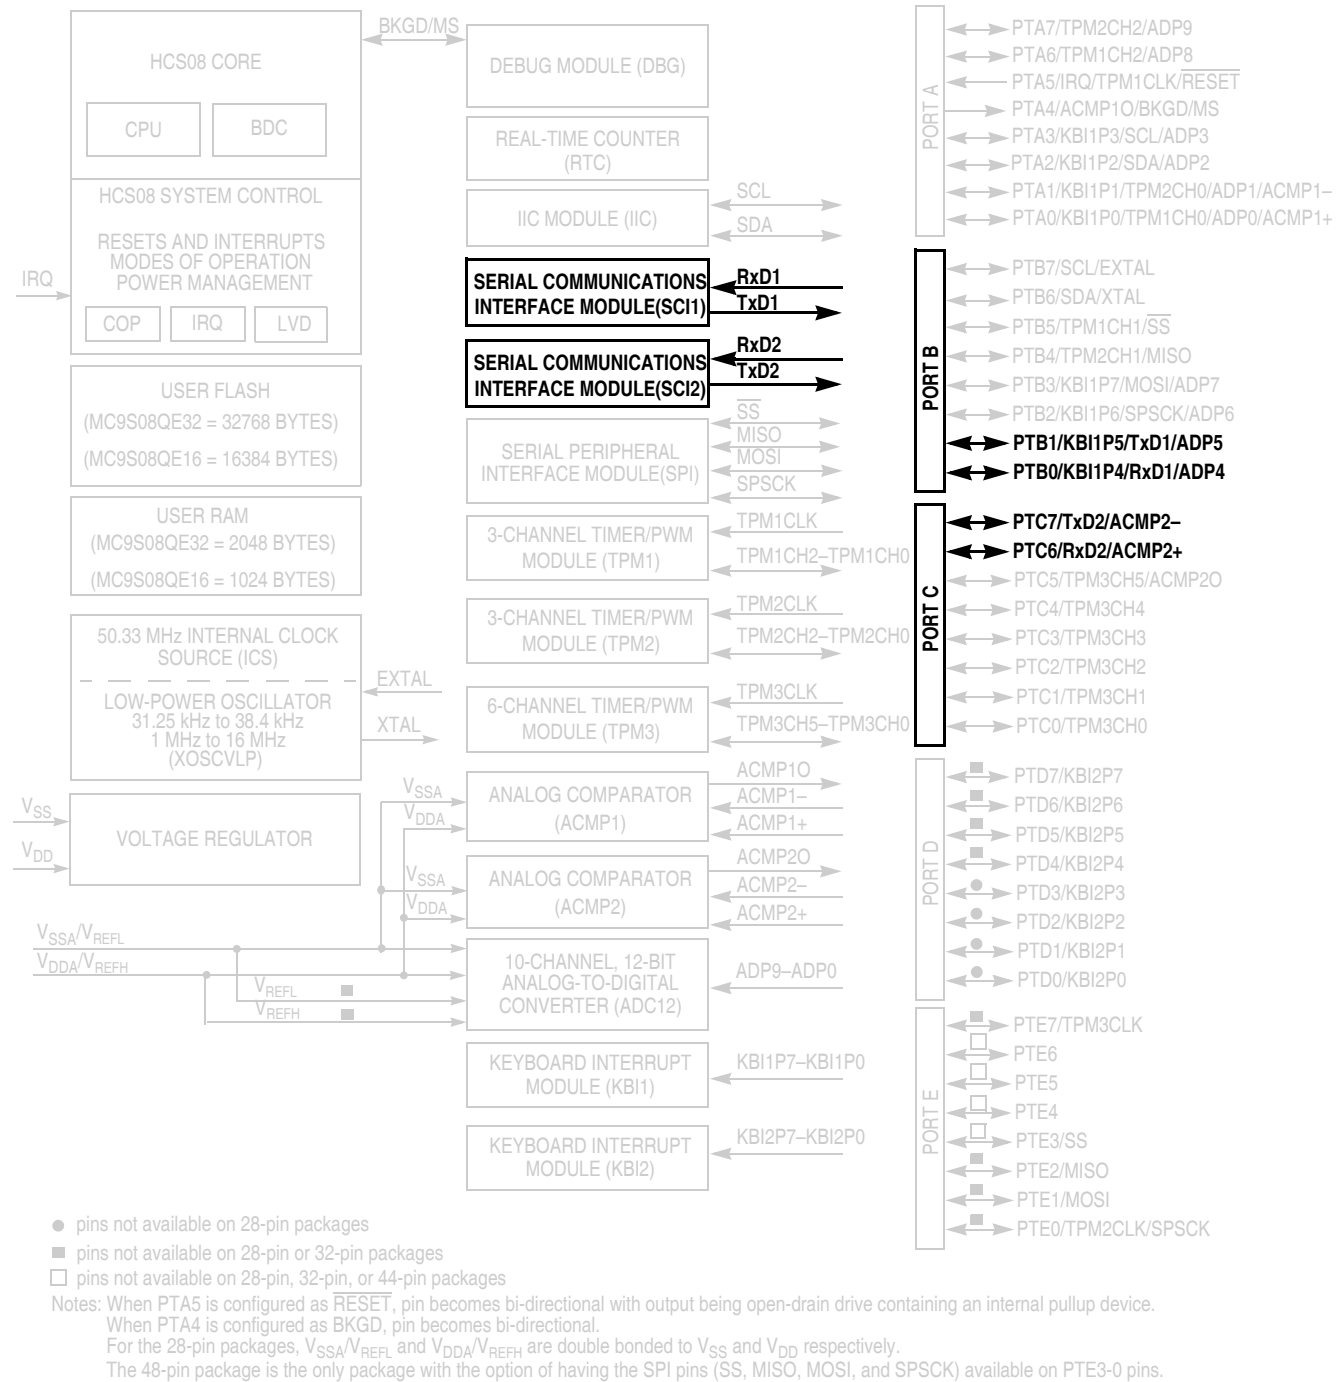 BKGD/MS
HCS08 CORE
CPU
BDC
HCS08 SYSTEM CONTROL
RESETS AND INTERRUPTS
MODES OF OPERATION
POWER MANAGEMENT
IRQ
COP
IRQ
LVD
USER FLASH
(MC9S08QE32 = 32768 BYTES)
(MC9S08QE16 = 16384 BYTES)
USER RAM
(MC9S08QE32 = 2048 BYTES)
(MC9S08QE16 = 1024 BYTES)
50.33 MHz INTERNAL CLOCK
SOURCE (ICS)
LOW-POWER OSCILLATOR
31.25 kHz to 38.4 kHz
1 MHz to 16 MHz
(XOSCVLP)
EXTAL
XTAL
VSS
VDD
VOLTAGE REGULATOR
VSSA/VREFL
VDDA/VREFH
VREFL
VREFH
VSSA
VDDA
VSSA
VDDA
DEBUG MODULE (DBG)
REAL-TIME COUNTER
(RTC)
IIC MODULE (IIC)
SCL
SDA
SERIAL COMMUNICATIONS
INTERFACE MODULE(SCI1)
RxD1
TxD1
SERIAL COMMUNICATIONS
INTERFACE MODULE(SCI2)
RxD2
TxD2
SERIAL PERIPHERAL
INTERFACE MODULE(SPI)
SS
MISO
MOSI
SPSCK
3-CHANNEL TIMER/PWM
MODULE (TPM1)
TPM1CLK
TPM1CH2–TPM1CH0
3-CHANNEL TIMER/PWM
MODULE (TPM2)
TPM2CLK
TPM2CH2–TPM2CH0
6-CHANNEL TIMER/PWM
MODULE (TPM3)
TPM3CLK
TPM3CH5–TPM3CH0
ANALOG COMPARATOR
(ACMP1)
ACMP1O
ACMP1–
ACMP1+
ANALOG COMPARATOR
(ACMP2)
ACMP2O
ACMP2–
ACMP2+
10-CHANNEL, 12-BIT
ANALOG-TO-DIGITAL
CONVERTER (ADC12)
ADP9–ADP0
KEYBOARD INTERRUPT
MODULE (KBI1)
KBI1P7–KBI1P0
KEYBOARD INTERRUPT
MODULE (KBI2)
KBI2P7–KBI2P0
PORT A
PTA7/TPM2CH2/ADP9
PTA6/TPM1CH2/ADP8
PTA5/IRQ/TPM1CLK/RESET
PTA4/ACMP1O/BKGD/MS
PTA3/KBI1P3/SCL/ADP3
PTA2/KBI1P2/SDA/ADP2
PTA1/KBI1P1/TPM2CH0/ADP1/ACMP1–
PTA0/KBI1P0/TPM1CH0/ADP0/ACMP1+
PORT B
PTB7/SCL/EXTAL
PTB6/SDA/XTAL
PTB5/TPM1CH1/SS
PTB4/TPM2CH1/MISO
PTB3/KBI1P7/MOSI/ADP7
PTB2/KBI1P6/SPSCK/ADP6
PTB1/KBI1P5/TxD1/ADP5
PTB0/KBI1P4/RxD1/ADP4
PORT C
PTC7/TxD2/ACMP2–
PTC6/RxD2/ACMP2+
PTC5/TPM3CH5/ACMP2O
PTC4/TPM3CH4
PTC3/TPM3CH3
PTC2/TPM3CH2
PTC1/TPM3CH1
PTC0/TPM3CH0
PORT D
PTD7/KBI2P7
PTD6/KBI2P6
PTD5/KBI2P5
PTD4/KBI2P4
PTD3/KBI2P3
PTD2/KBI2P2
PTD1/KBI2P1
PTD0/KBI2P0
PORT E
PTE7/TPM3CLK
PTE6
PTE5
PTE4
PTE3/SS
PTE2/MISO
PTE1/MOSI
PTE0/TPM2CLK/SPSCK
pins not available on 28-pin packages
pins not available on 28-pin or 32-pin packages
pins not available on 28-pin, 32-pin, or 44-pin packages
Notes: When PTA5 is configured as RESET, pin becomes bi-directional with output being open-drain drive containing an internal pullup device.
When PTA4 is configured as BKGD, pin becomes bi-directional.
For the 28-pin packages, VSSA/VREFL and VDDA/VREFH are double bonded to VSS and VDD respectively.
The 48-pin package is the only package with the option of having the SPI pins (SS, MISO, MOSI, and SPSCK) available on PTE3-0 pins.